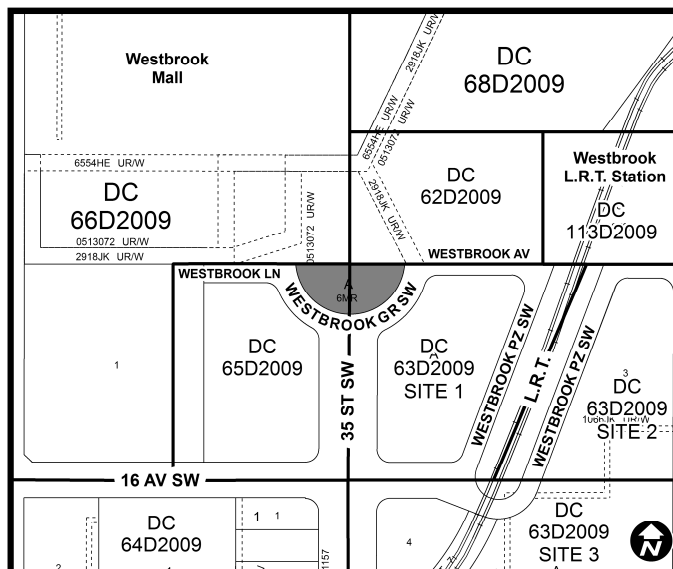 Westbrook
Mall
2918JK UR/W
DC
68D2009
6554HE UR/W
0513072 UR/W
6554HE UR/W
DC
66D2009
0513072 UR/W
2918JK UR/W
0513072 UR/W
2918JK UR/W
DC
62D2009
Westbrook
L.R.T. Station
DC
113D2009
WESTBROOK AV
WESTBROOK LN
A
6MR
WESTBROOK GR SW
1
DC
65D2009
35 ST SW
DC
A
63D2009
SITE 1
WESTBROOK PZ SW
L.R.T.
WESTBROOK PZ SW
3
DC
63D2009
UR/W
SITE 2
16 AV SW
DC
64D2009
1 1
1157
4
DC
63D2009
SITE 3
N